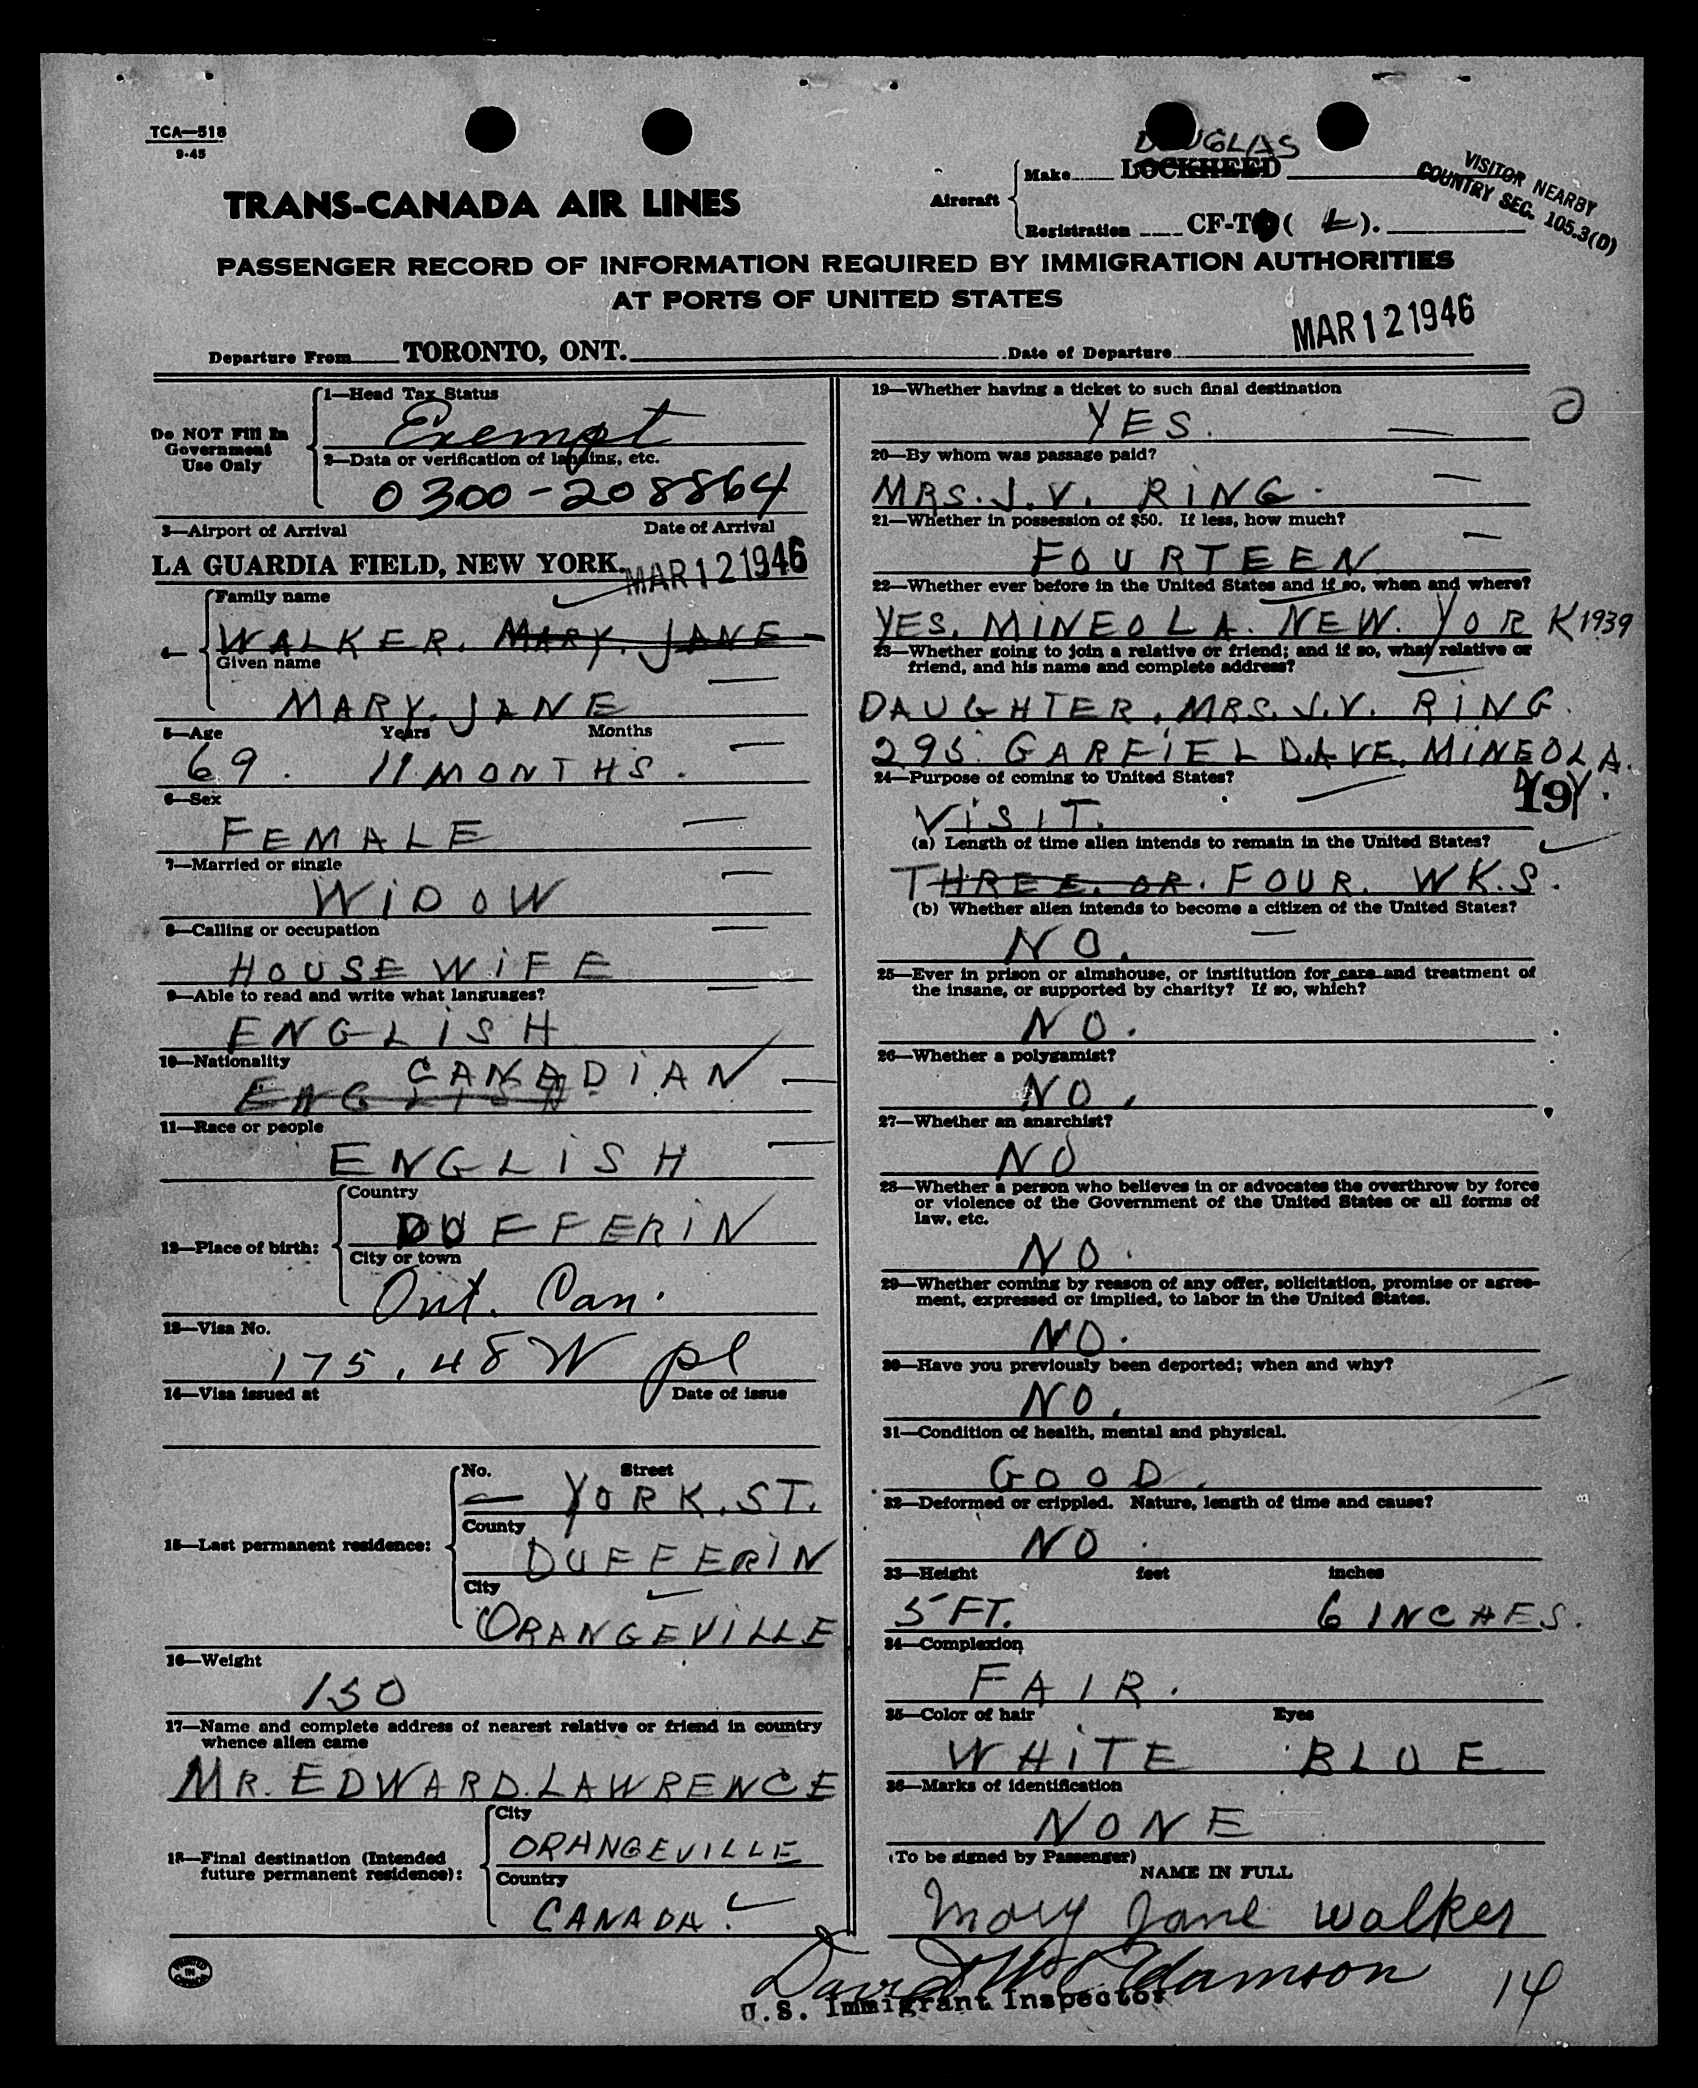 TCA—518
9-45
DOUGLAS
Aircraft
Make LOCKHEED
VISITOR NEARBY
COUNTRY SEC. 105.3(D)
TRANS-CANADA AIR LINES
Registration CF-T ( L ).
PASSENGER RECORD OF INFORMATION REQUIRED BY IMMIGRATION AUTHORITIES
AT PORTS OF UNITED STATES
Departure From TORONTO, ONT. Date of Departure MAR 12 1946
Do NOT Fill In
Government
Use Only
1—Head Tax Status
Exempt
2—Data or verification of landing, etc.
0300-208864
3—Airport of Arrival Date of Arrival
LA GUARDIA FIELD, NEW YORK. MAR 12 1946
4—
Family name
WALKER. MARY. JANE
Given name
MARY. JANE
5—Age Years Months
69. 11 MONTHS.
6—Sex
FEMALE
7—Married or single
WIDOW
8—Calling or occupation
HOUSEWIFE
9—Able to read and write what languages?
ENGLISH
10—Nationality
CANADIAN
ENGLISH
11—Race or people
ENGLISH
12—Place of birth:
Country
DUFFERIN
City or town
Ont. Can.
13—Visa No.
175.48 W pl
14—Visa issued at Date of issue
15—Last permanent residence:
No. Street
— YORK. ST.
County
DUFFERIN
City
ORANGEVILLE
16—Weight
150
17—Name and complete address of nearest relative or friend in country
whence alien came
MR. EDWARD. LAWRENCE
18—Final destination (Intended
future permanent residence):
City
ORANGEVILLE
Country
CANADA.
19—Whether having a ticket to such final destination
YES.
20—By whom was passage paid?
MRS. J. V. RING.
21—Whether in possession of $50. If less, how much?
FOURTEEN
22—Whether ever before in the United States and if so, when and where?
YES. MINEOLA. NEW. YORK 1939
23—Whether going to join a relative or friend; and if so, what relative or
friend, and his name and complete address?
DAUGHTER. MRS. J.V. RING.
295. GARFIELD. AVE. MINEOLA.
24—Purpose of coming to United States?
N.Y.
19
VISIT.
(a) Length of time alien intends to remain in the United States?
THREE. OR. FOUR. WK.S.
(b) Whether alien intends to become a citizen of the United States?
NO.
25—Ever in prison or almshouse, or institution for care and treatment of
the insane, or supported by charity? If so, which?
NO.
26—Whether a polygamist?
NO.
27—Whether an anarchist?
NO
28—Whether a person who believes in or advocates the overthrow by force
or violence of the Government of the United States or all forms of
law, etc.
NO.
29—Whether coming by reason of any offer, solicitation, promise or agree-
ment, expressed or implied, to labor in the United States.
NO.
30—Have you previously been deported; when and why?
NO.
31—Condition of health, mental and physical.
GOOD.
32—Deformed or crippled. Nature, length of time and cause?
NO.
33—Height feet inches
5 FT. 6 INCHES.
34—Complexion
FAIR.
35—Color of hair Eyes
WHITE BLUE
36—Marks of identification
NONE
(To be signed by Passenger)
NAME IN FULL
Mary Jane Walker
PRINTED IN CANADA
David W. C. Adamson
U.S. Immigrant Inspector
14